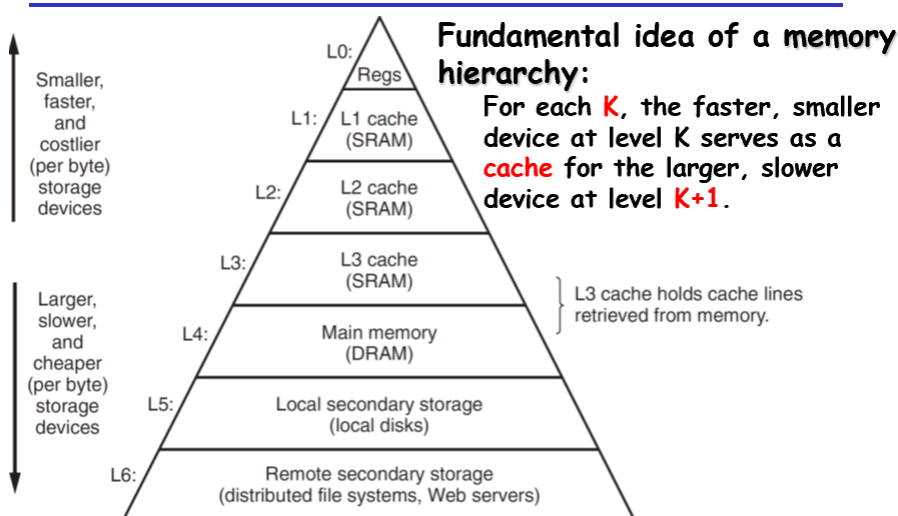 Fundamental idea of a memory
hierarchy:
For each K, the faster, smaller
device at level K serves as a
cache for the larger, slower
device at level K+1.
Smaller,
faster,
and
costlier
(per byte)
storage
devices
Larger,
slower,
and
cheaper
(per byte)
storage
devices
L0:
Regs
L1:
L1 cache
(SRAM)
L2:
L2 cache
(SRAM)
L3:
L3 cache
(SRAM)
L3 cache holds cache lines
retrieved from memory.
L4:
Main memory
(DRAM)
L5:
Local secondary storage
(local disks)
L6:
Remote secondary storage
(distributed file systems, Web servers)